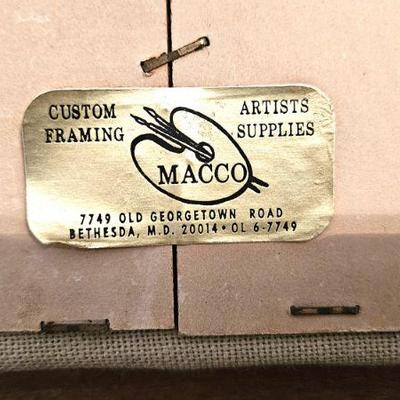 CUSTOM FRAMING
ARTISTS SUPPLIES
MACCO
7749 OLD GEORGETOWN ROAD
BETHESDA, M.D. 20014 • OL 6-7749